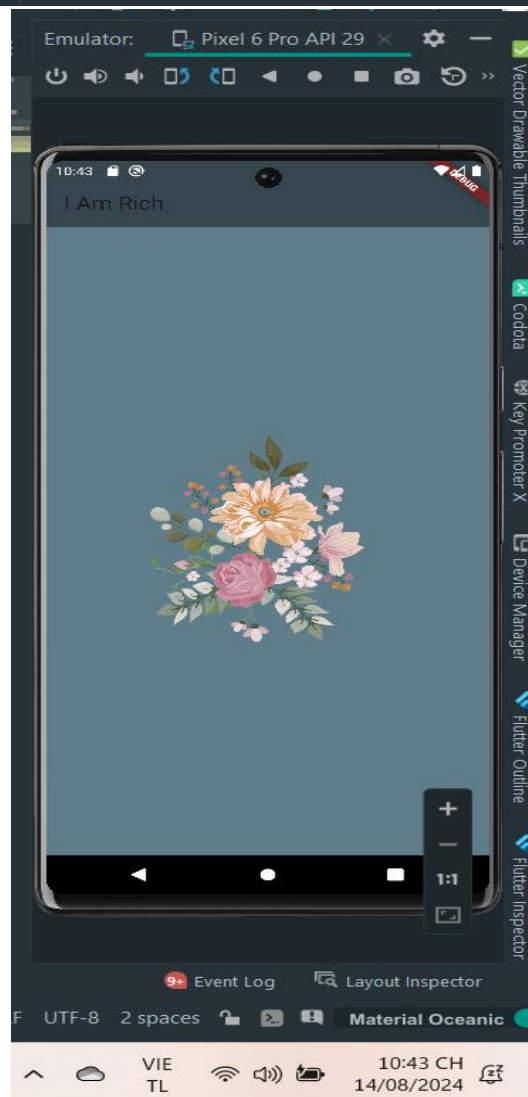 Emulator: Pixel 6 Pro API 29
10:43
DEBUG
I Am Rich
1:1
Vector Drawable Thumbnails
Codota
Key Promoter X
Device Manager
Flutter Outline
Flutter Inspector
9+ Event Log Layout Inspector
F UTF-8 2 spaces Material Oceanic
VIE
TL
10:43 CH
14/08/2024